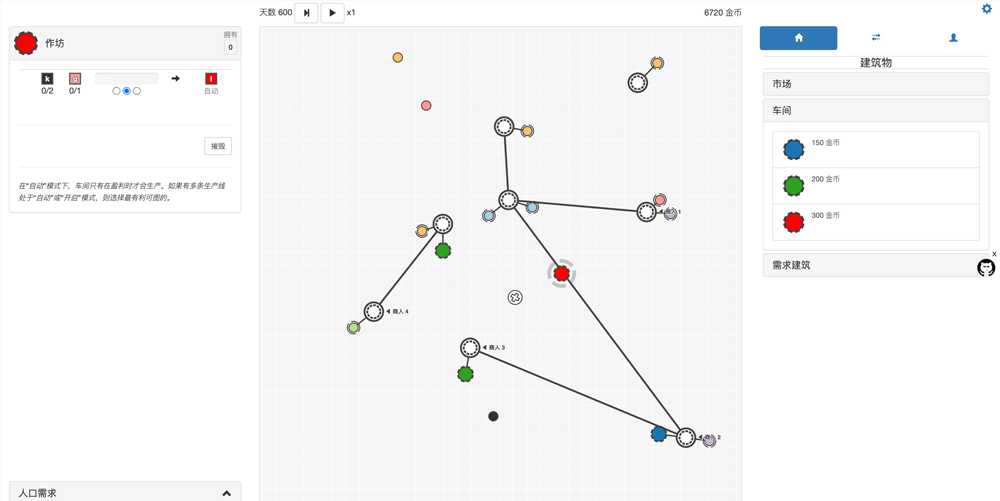 天数 600
x1
6720 金币
作坊
拥有
0
k
0/2
0/1
l
自动
摧毁
在“自动”模式下，车间只有在盈利时才会生产。如果有多条生产线
处于“自动”或“开启”模式，则选择最有利可图的。
人口需求
商人 1
商人 4
商人 3
商人 2
建筑物
市场
车间
150 金币
200 金币
300 金币
需求建筑
x